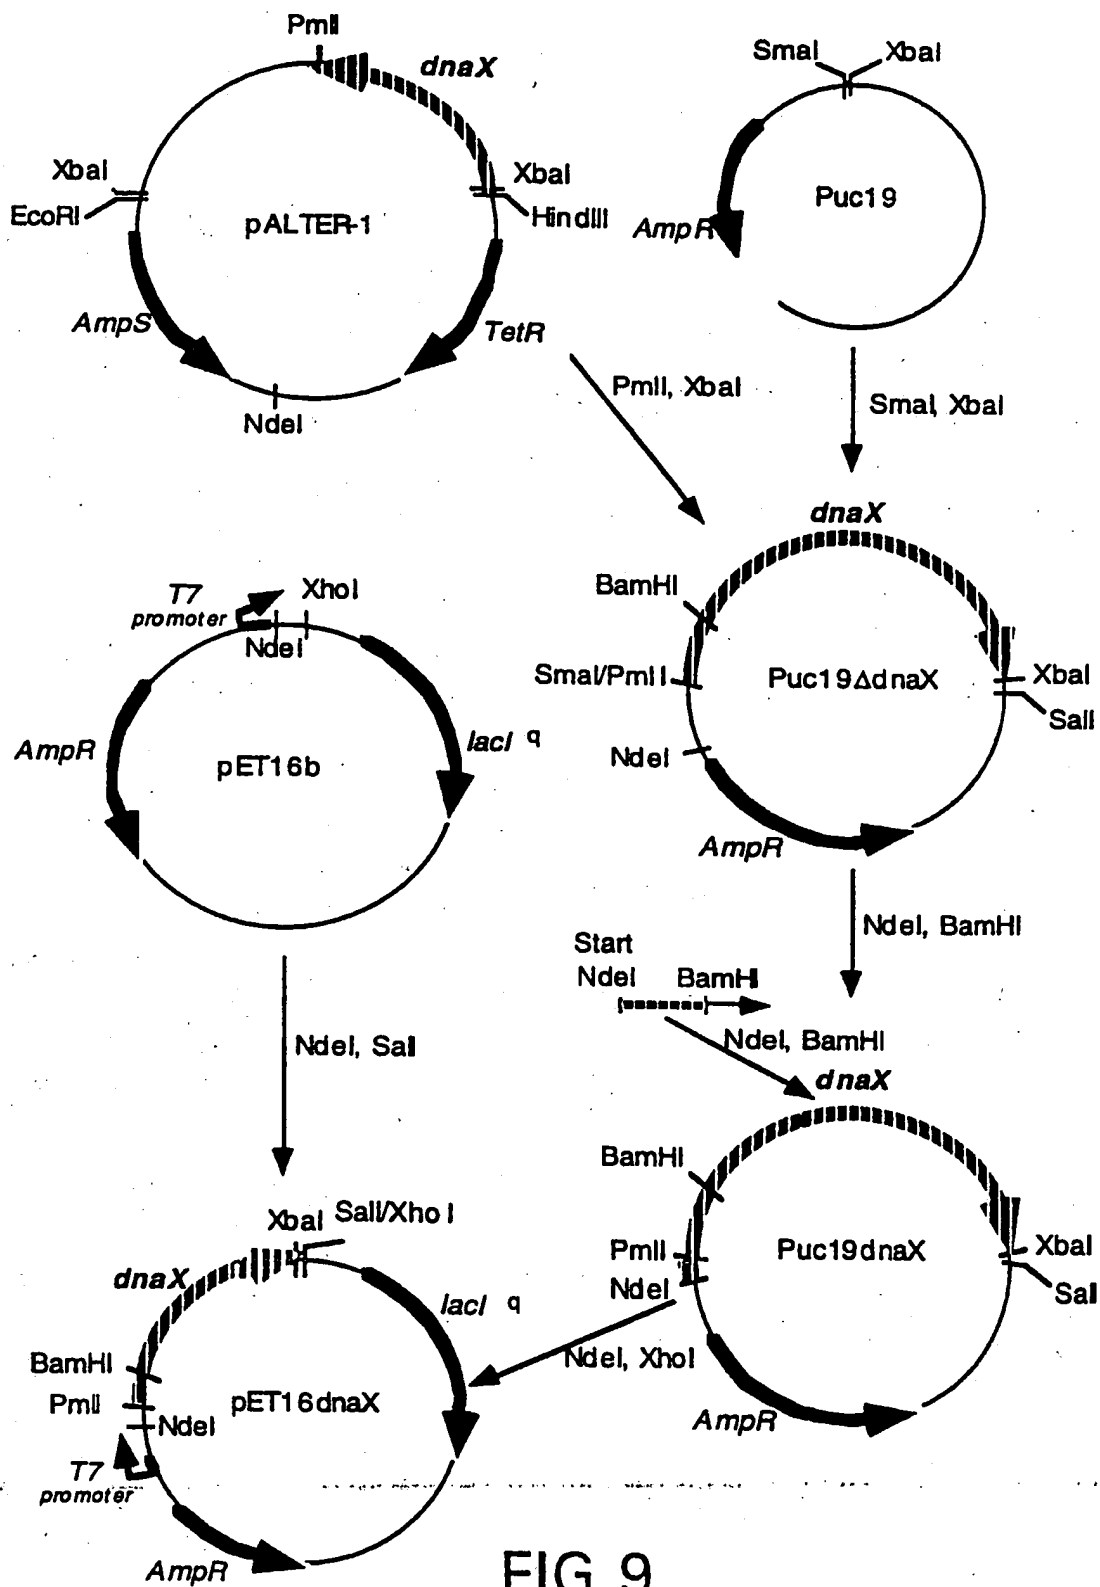 PmlI
dnaX
XbaI
EcoRI
XbaI
HindIII
pALTER-1
AmpS
TetR
NdeI
SmaI
XbaI
Puc19
AmpR
PmlI, XbaI
SmaI, XbaI
dnaX
BamHI
SmaI/PmlI
Puc19ΔdnaX
XbaI
SalI
NdeI
AmpR
T7
promoter
XhoI
NdeI
AmpR
lacI q
pET16b
NdeI, SalI
NdeI, BamHI
Start
NdeI BamHI
NdeI, BamHI
dnaX
BamHI
PmlI
NdeI
Puc19dnaX
XbaI
SalI
AmpR
NdeI, XhoI
XbaI SalI/XhoI
dnaX
lacI q
BamHI
PmlI
NdeI
pET16dnaX
T7
promoter
AmpR
FIG 9